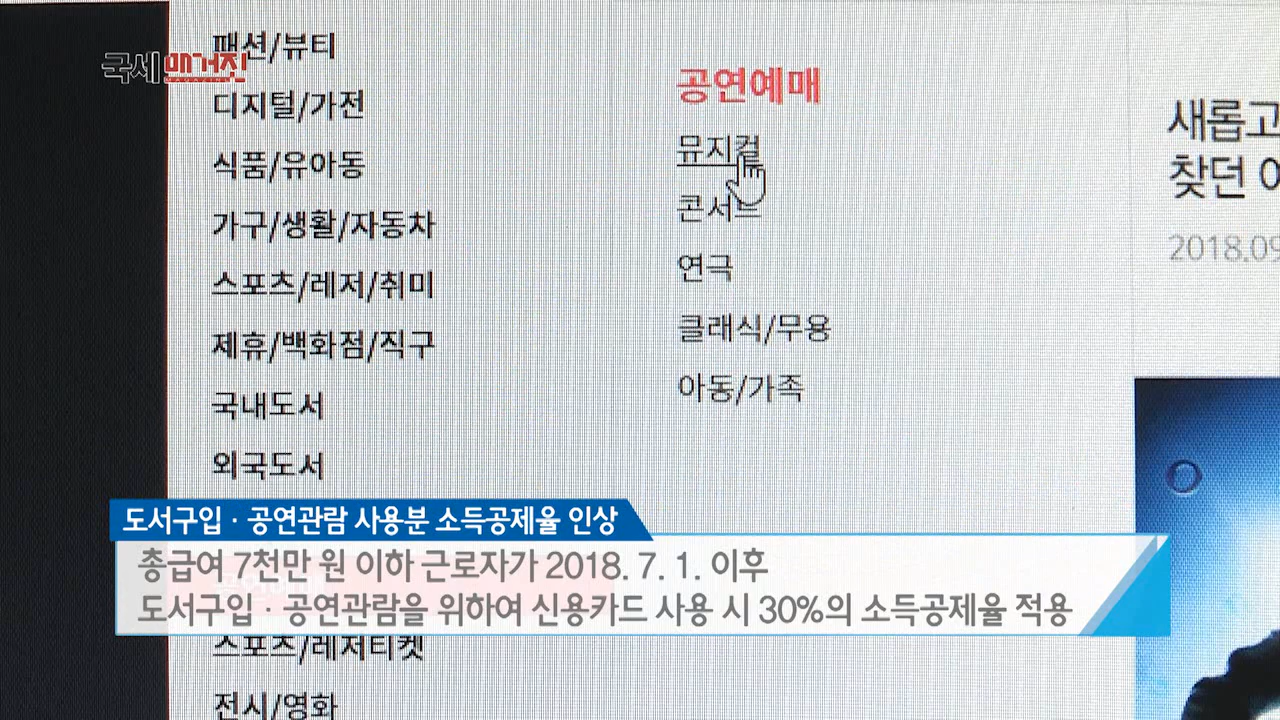 국세매거진
MAGAZINE
패션/뷰티
디지털/가전
식품/유아동
가구/생활/자동차
스포츠/레저/취미
제휴/백화점/직구
국내도서
외국도서
공연예매
뮤지컬
콘서트
연극
클래식/무용
아동/가족
새롭고
찾던
2018.09
도서구입 · 공연관람 사용분 소득공제율 인상
총급여 7천만 원 이하 근로자가 2018. 7. 1. 이후
도서구입 · 공연관람을 위하여 신용카드 사용 시 30%의 소득공제율 적용
스포츠/레저티켓
전시/영화